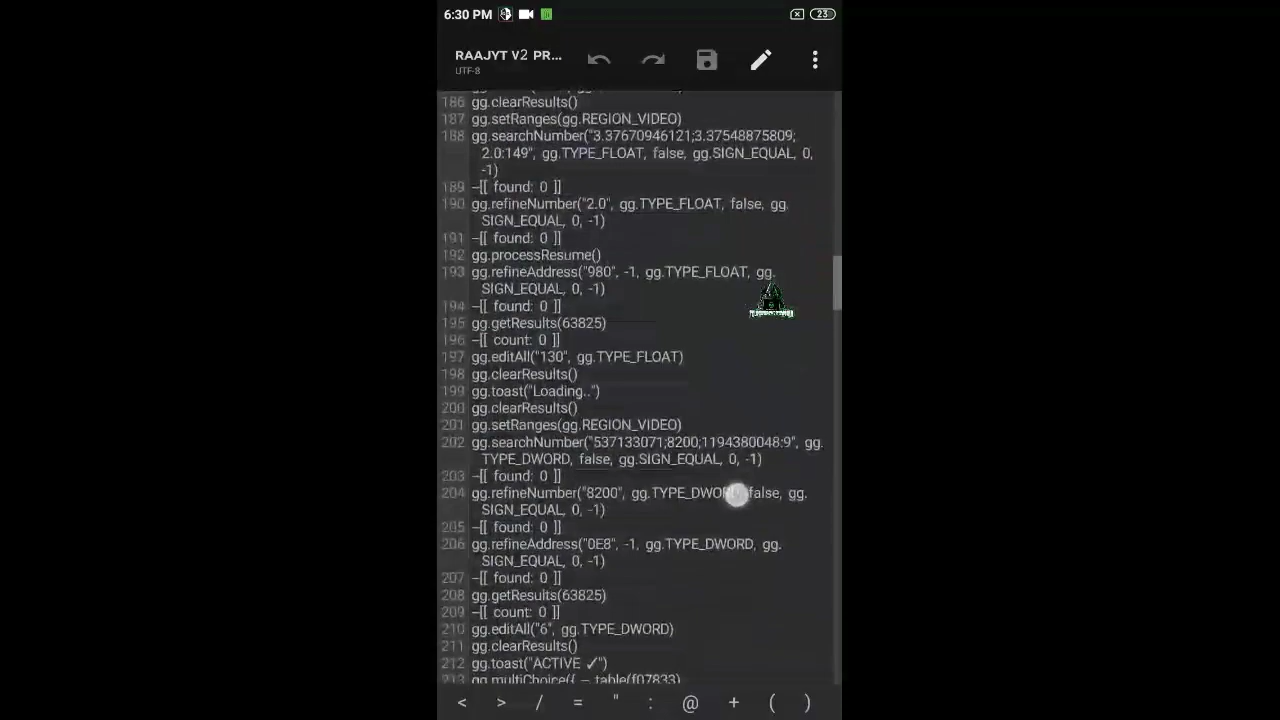 6:30 PM 23
RAAJYT V2 PR...
UTF-8
186 gg.clearResults()
187 gg.setRanges(gg.REGION_VIDEO)
188 gg.searchNumber("3.37670946121;3.37548875809;
2.0:149", gg.TYPE_FLOAT, false, gg.SIGN_EQUAL, 0,
-1)
189 --[[ found: 0 ]]
190 gg.refineNumber("2.0", gg.TYPE_FLOAT, false, gg.
SIGN_EQUAL, 0, -1)
191 --[[ found: 0 ]]
192 gg.processResume()
193 gg.refineAddress("980", -1, gg.TYPE_FLOAT, gg.
SIGN_EQUAL, 0, -1)
194 --[[ found: 0 ]]
195 gg.getResults(63825)
196 --[[ count: 0 ]]
197 gg.editAll("130", gg.TYPE_FLOAT)
198 gg.clearResults()
199 gg.toast("Loading..")
200 gg.clearResults()
201 gg.setRanges(gg.REGION_VIDEO)
202 gg.searchNumber("537133071;8200;1194380048:9", gg.
TYPE_DWORD, false, gg.SIGN_EQUAL, 0, -1)
203 --[[ found: 0 ]]
204 gg.refineNumber("8200", gg.TYPE_DWORD, false, gg.
SIGN_EQUAL, 0, -1)
205 --[[ found: 0 ]]
206 gg.refineAddress("0E8", -1, gg.TYPE_DWORD, gg.
SIGN_EQUAL, 0, -1)
207 --[[ found: 0 ]]
208 gg.getResults(63825)
209 --[[ count: 0 ]]
210 gg.editAll("6", gg.TYPE_DWORD)
211 gg.clearResults()
212 gg.toast("ACTIVE ✓")
213 gg.multiChoice({ -- table(f07833)
< > / = " : @ + ( )